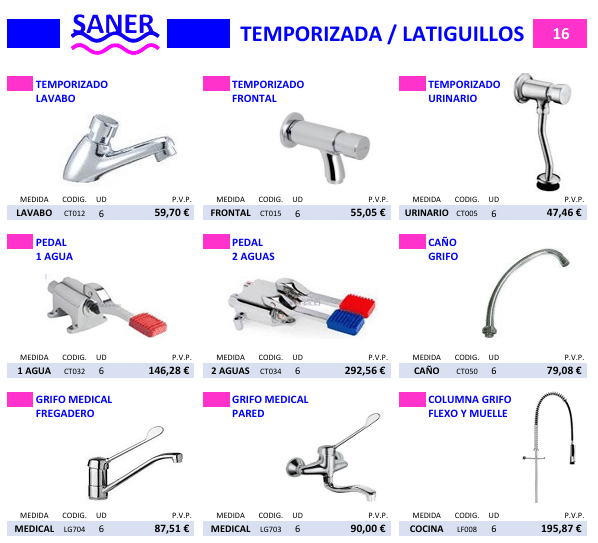 SANER
TEMPORIZADA / LATIGUILLOS
16
TEMPORIZADO
LAVABO
MEDIDA CODIG. UD P.V.P.
LAVABO CT012 6 59,70 €
TEMPORIZADO
FRONTAL
MEDIDA CODIG. UD P.V.P.
FRONTAL CT015 6 55,05 €
TEMPORIZADO
URINARIO
MEDIDA CODIG. UD P.V.P.
URINARIO CT005 6 47,46 €
PEDAL
1 AGUA
MEDIDA CODIG. UD P.V.P.
1 AGUA CT032 6 146,28 €
PEDAL
2 AGUAS
MEDIDA CODIG. UD P.V.P.
2 AGUAS CT034 6 292,56 €
CAÑO
GRIFO
MEDIDA CODIG. UD P.V.P.
CAÑO CT050 6 79,08 €
GRIFO MEDICAL
FREGADERO
MEDIDA CODIG. UD P.V.P.
MEDICAL LG704 6 87,51 €
GRIFO MEDICAL
PARED
MEDIDA CODIG. UD P.V.P.
MEDICAL LG703 6 90,00 €
COLUMNA GRIFO
FLEXO Y MUELLE
MEDIDA CODIG. UD P.V.P.
COCINA LF008 6 195,87 €